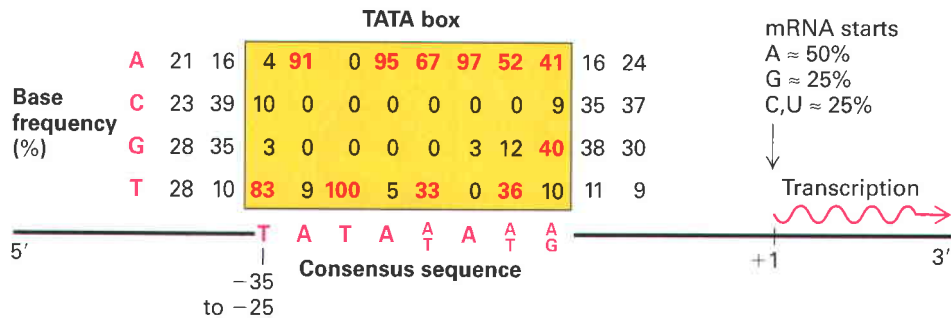 TATA box
mRNA starts
A ≈ 50%
G ≈ 25%
C,U ≈ 25%
Base
frequency
(%)
A 21 16 4 91 0 95 67 97 52 41 16 24
C 23 39 10 0 0 0 0 0 0 9 35 37
G 28 35 3 0 0 0 0 3 12 40 38 30
T 28 10 83 9 100 5 33 0 36 10 11 9
Transcription
T A T A A/T A A/T A/G
5′
Consensus sequence
+1
3′
−35
to −25